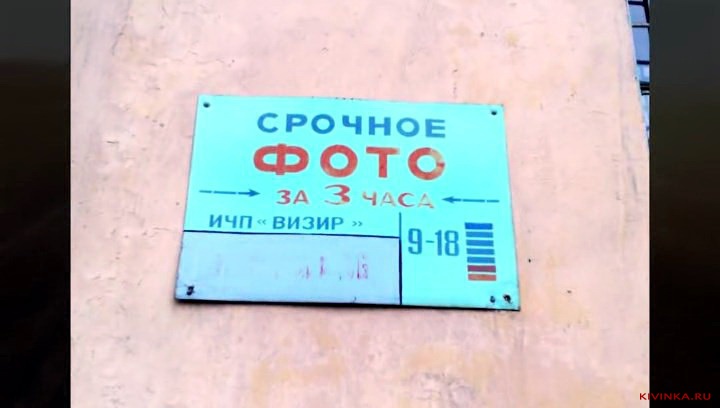 СРОЧНОЕ
ФОТО
ЗА 3 ЧАСА
ИЧП «ВИЗИР»
9-18
KIVINKA.RU